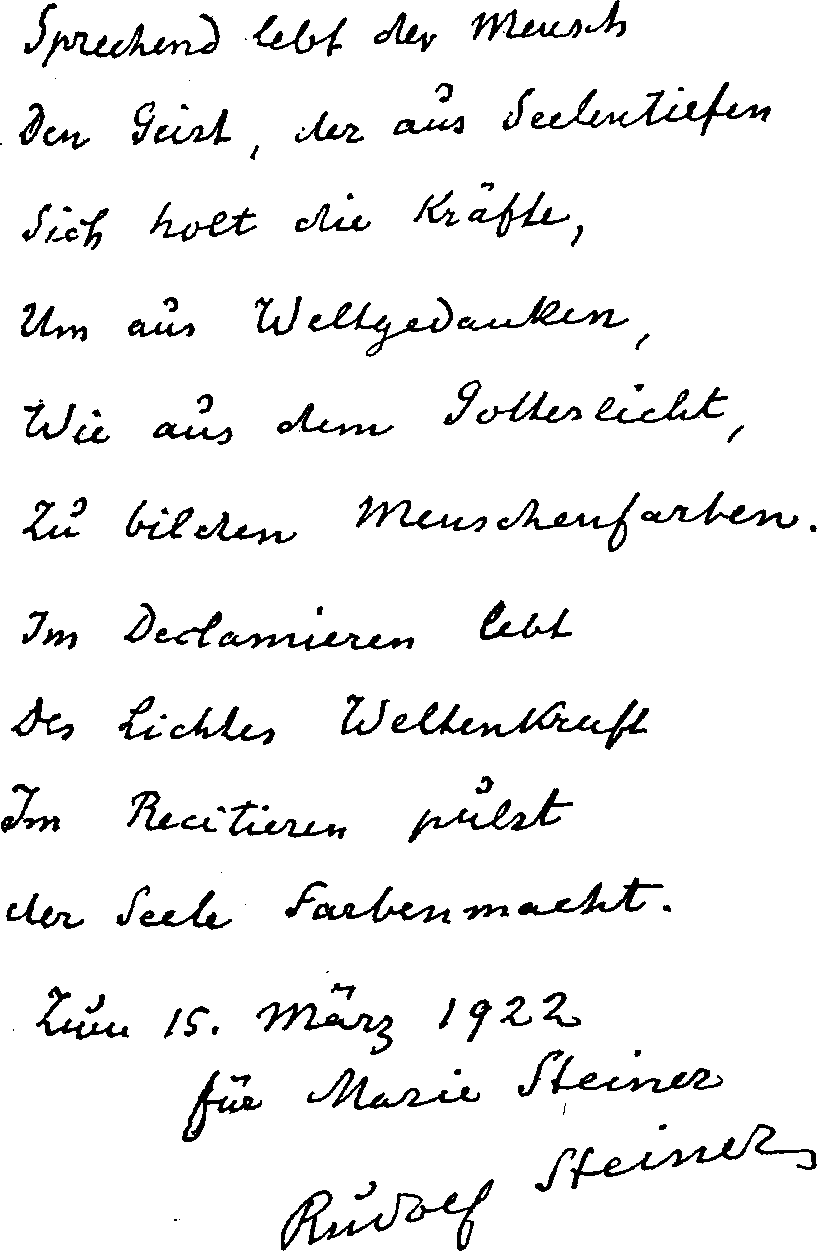 Sprechend lebt der Mensch
Den Geist, der aus Seelentiefen
Sich holt die Kräfte,
Um aus Weltgedanken,
Wie aus dem Gotteslicht,
Zu bilden Menschenfarben.
Im Declamieren lebt
Des Lichtes Weltenkraft
Im Recitieren pulst
der Seele Farbenmacht.
Zum 15. März 1922
für Marie Steiner
Rudolf Steiner